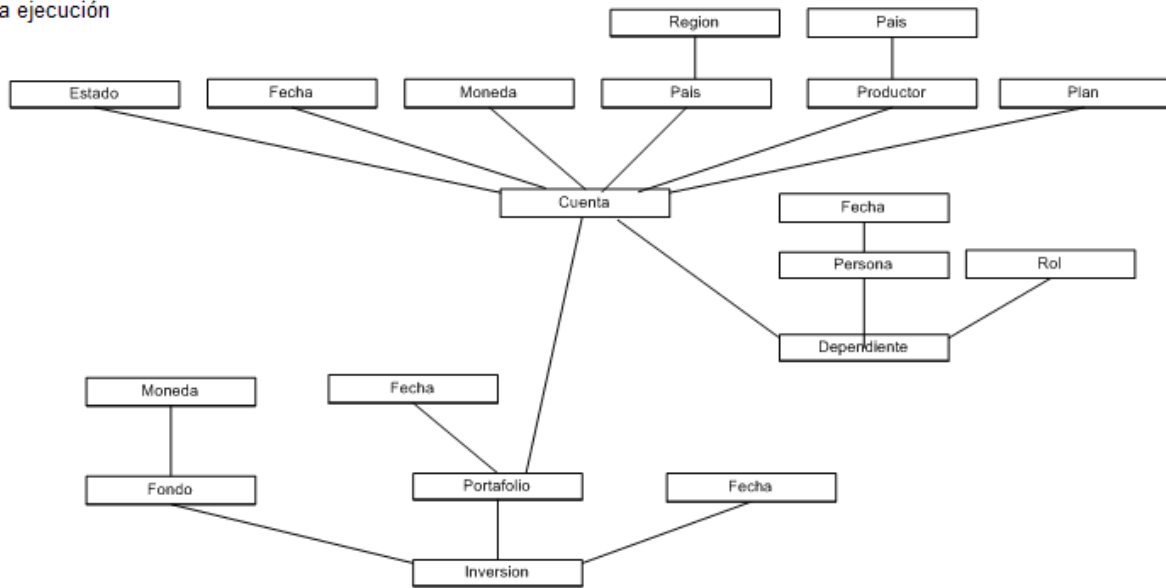 a ejecución
Region
Pais
Estado
Fecha
Moneda
Pais
Productor
Plan
Cuenta
Fecha
Persona
Rol
Dependiente
Moneda
Fecha
Fondo
Portafolio
Fecha
Inversion